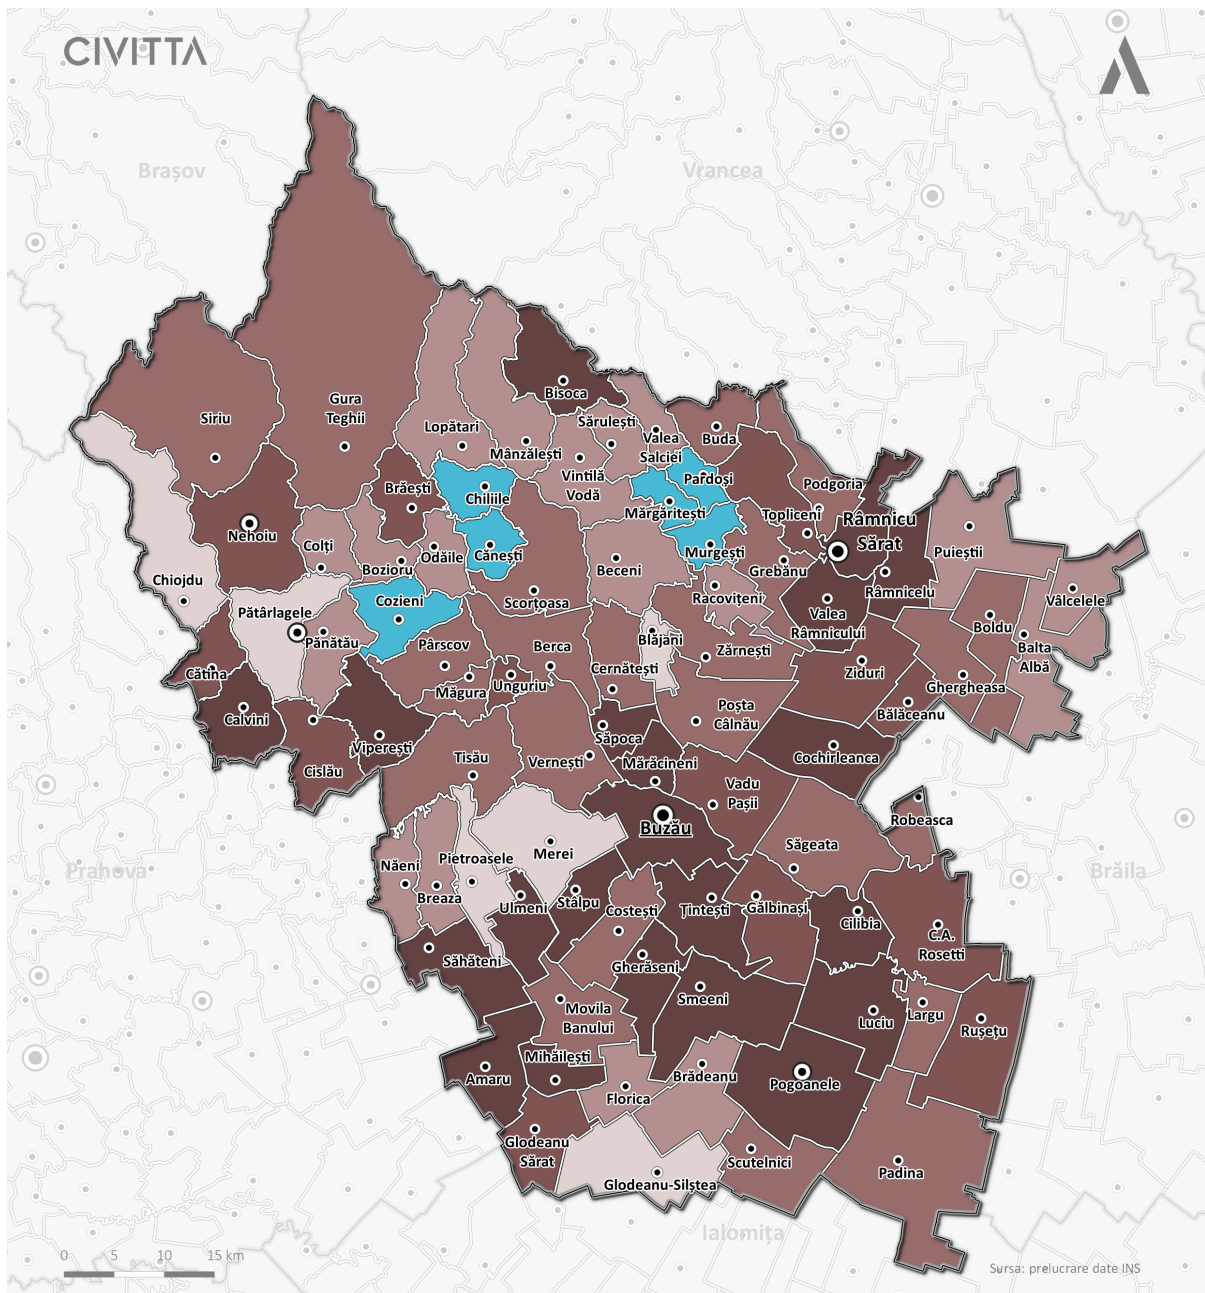 CIVITTA
Brașov
Vrancea
Bisoca
Siriu
Gura
Teghii
Lopătari
Sărulești
Valea
Salciei
Buda
Mânzălești
Vintilă
Vodă
Brăești
Chiliile
Pardoși
Podgoria
Mărgăritești
Topliceni
Râmnicu
Sărat
Nehoiu
Colți
Bozioru
Odăile
Cănești
Murgești
Puieștii
Beceni
Grebănu
Chiojdu
Cozieni
Scorțoasa
Racovițeni
Râmnicelu
Vâlcelele
Pătârlagele
Pănătău
Pârscov
Berca
Blăjani
Valea
Râmnicului
Boldu
Balta
Albă
Zărnești
Cernătești
Ziduri
Ghergheasa
Cătina
Măgura
Unguriu
Calvini
Poșta
Câlnău
Bălăceanu
Viperești
Săpoca
Cislău
Tisău
Vernești
Mărăcineni
Cochirleanca
Vadu
Pașii
Robeasca
Buzău
Săgeata
Prahova
Brăila
Năeni
Pietroasele
Merei
Breaza
Ulmeni
Stâlpu
Costești
Țintești
Gălbinași
Cilibia
C.A.
Rosetti
Săhăteni
Gherăseni
Smeeni
Movila
Banului
Luciu
Largu
Rușețu
Mihăilești
Amaru
Brădeanu
Pogoanele
Florica
Glodeanu
Sărat
Scutelnici
Padina
Glodeanu-Siliștea
Ialomița
0 5 10 15 km
Sursa: prelucrare date INS